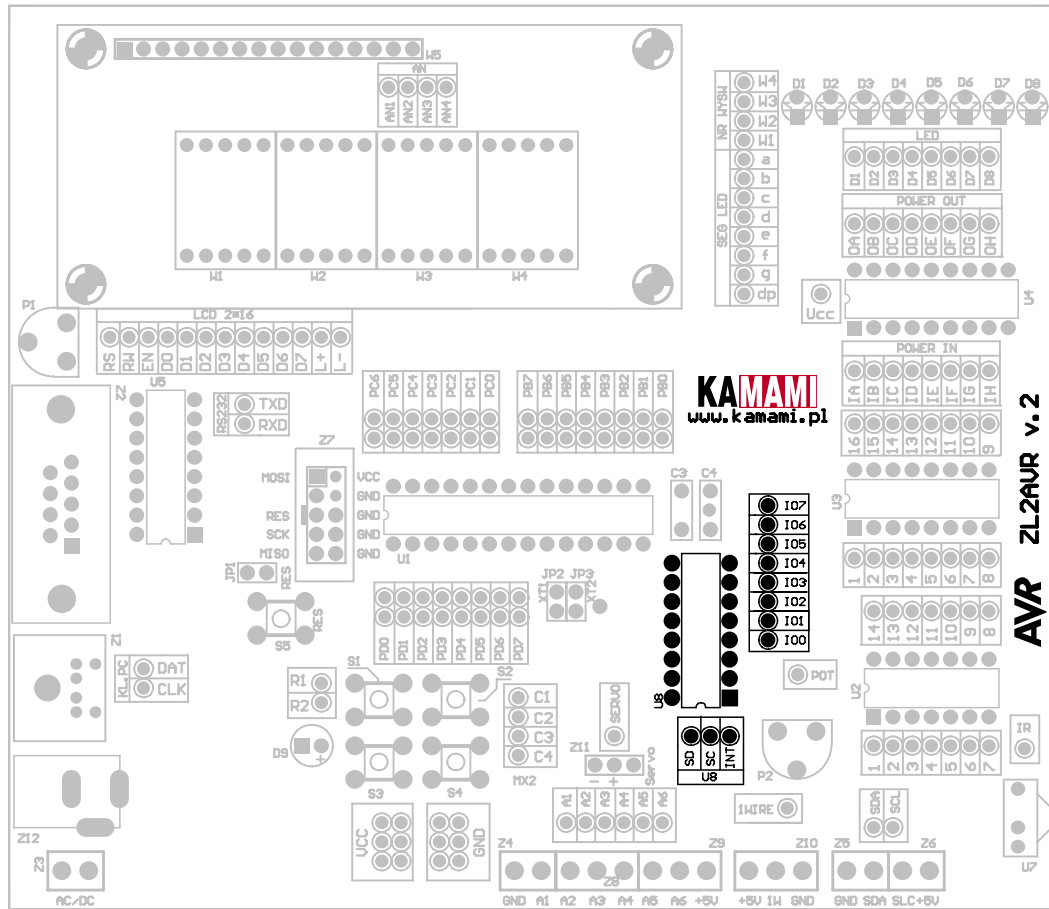 W5
AN
AN1 AN2 AN3 AN4
W1 W2 W3 W4
NR WYSW
W4
W3
W2
W1
SEG LED
a
b
c
d
e
f
g
dp
D1 D2 D3 D4 D5 D6 D7 D8
LED
D1 D2 D3 D4 D5 D6 D7 D8
POWER OUT
OA OB OC OD OE OF OG OH
Ucc
U4
P1
LCD 2*16
RS RW EN D0 D1 D2 D3 D4 D5 D6 D7 L+ L-
POWER IN
IA IB IC ID IE IF IG IH
16 15 14 13 12 11 10 9
Z2
U5
RS232
TXD
RXD
PC6 PC5 PC4 PC3 PC2 PC1 PC0
PB7 PB6 PB5 PB4 PB3 PB2 PB1 PB0
KAMAMI
www.kamami.pl
Z7
MOSI VCC
GND
RES GND
SCK GND
MISO GND
U1
C3 C4
U3
1 2 3 4 5 6 7 8
IO7
IO6
IO5
IO4
IO3
IO2
IO1
IO0
AVR ZL2AVR v.2
JP1
RES
JP2 JP3
XT1 XT2
RES
S5
PD0 PD1 PD2 PD3 PD4 PD5 PD6 PD7
14 13 12 11 10 9 8
Z1
KL_PC
DAT
CLK
R1
R2
S1
S2
C1
C2
C3
C4
MX2
SERVO
U8
POT
U2
1 2 3 4 5 6 7
IR
D9
+
S3
S4
Z11
- +
Servo
SD SC INT
U8
P2
Z12
VCC
GND
A1 A2 A3 A4 A5 A6
1WIRE
SDA SCL
U7
Z3
AC/DC
Z4 Z8 Z9
GND A1 A2 A3 A4 A5 A6 +5V
Z10
+5V 1W GND
Z5 Z6
GND SDA SLC +5V